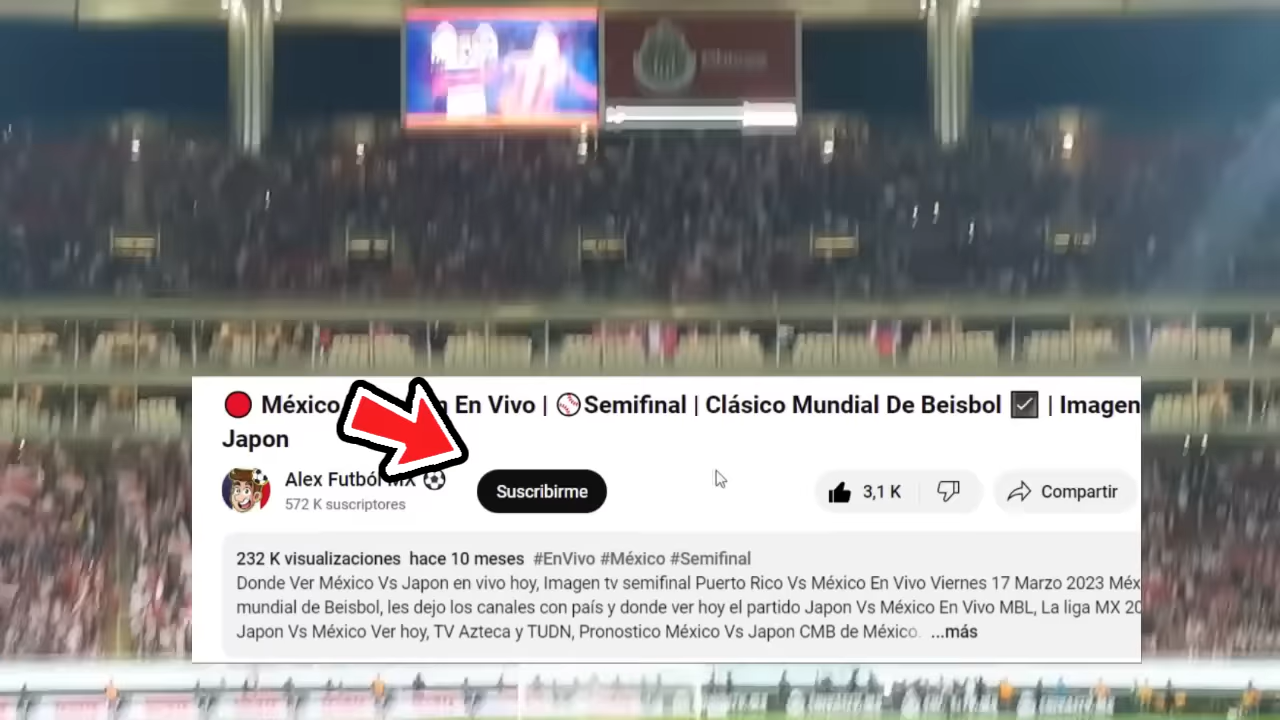 México n En Vivo | Semifinal | Clásico Mundial De Beisbol | Imagen
Japon
Alex Futból MX
572 K suscriptores
Suscribirme
3,1 K
Compartir
232 K visualizaciones hace 10 meses #EnVivo #México #Semifinal
Donde Ver México Vs Japon en vivo hoy, Imagen tv semifinal Puerto Rico Vs México En Vivo Viernes 17 Marzo 2023 Méx
mundial de Beisbol, les dejo los canales con país y donde ver hoy el partido Japon Vs México En Vivo MBL, La liga MX 20
Japon Vs México Ver hoy, TV Azteca y TUDN, Pronostico México Vs Japon CMB de México. ...más